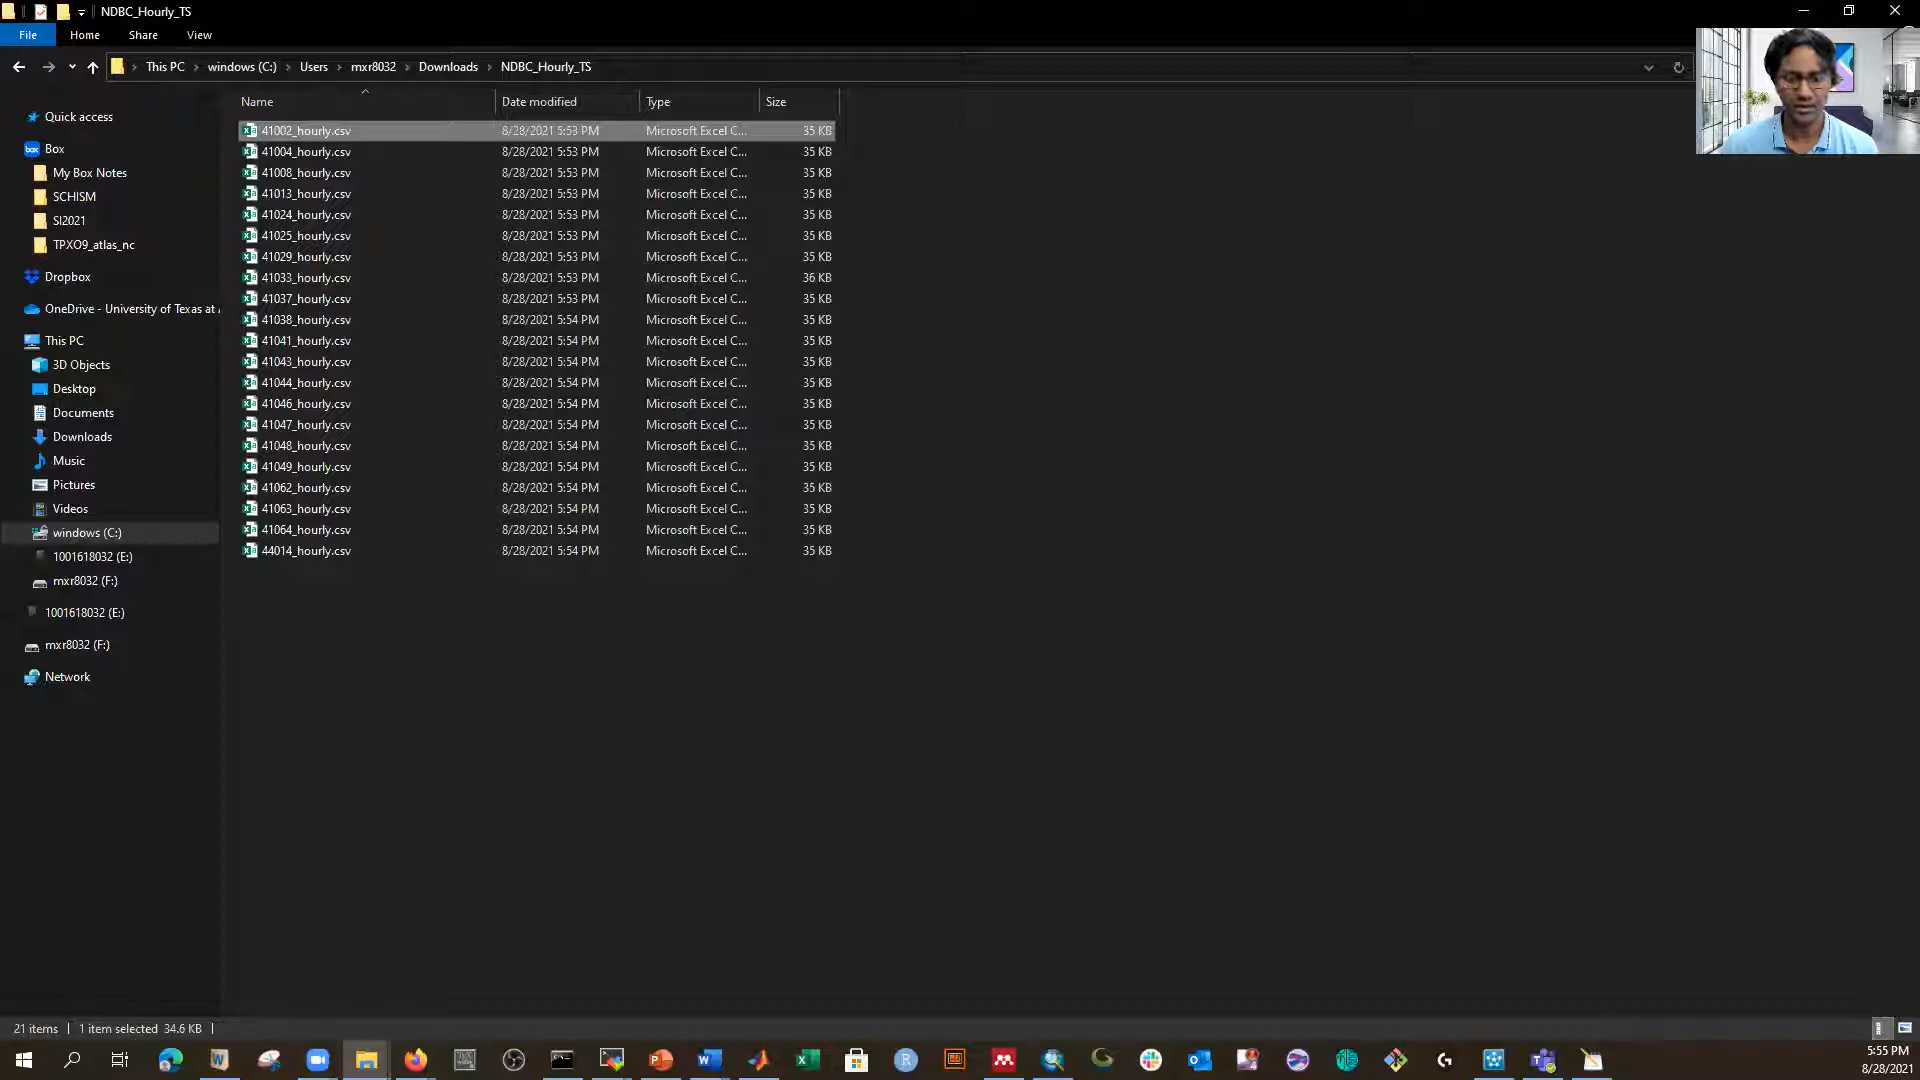 NDBC_Hourly_TS
File Home Share View
This PC windows (C:) Users mxr8032 Downloads NDBC_Hourly_TS
Name Date modified Type Size
Quick access
Box
My Box Notes
SCHISM
SI2021
TPXO9_atlas_nc
Dropbox
OneDrive - University of Texas at
This PC
3D Objects
Desktop
Documents
Downloads
Music
Pictures
Videos
windows (C:)
1001618032 (E:)
mxr8032 (F:)
1001618032 (E:)
mxr8032 (F:)
Network
41002_hourly.csv 8/28/2021 5:53 PM Microsoft Excel C... 35 KB
41004_hourly.csv 8/28/2021 5:53 PM Microsoft Excel C... 35 KB
41008_hourly.csv 8/28/2021 5:53 PM Microsoft Excel C... 35 KB
41013_hourly.csv 8/28/2021 5:53 PM Microsoft Excel C... 35 KB
41024_hourly.csv 8/28/2021 5:53 PM Microsoft Excel C... 35 KB
41025_hourly.csv 8/28/2021 5:53 PM Microsoft Excel C... 35 KB
41029_hourly.csv 8/28/2021 5:53 PM Microsoft Excel C... 35 KB
41033_hourly.csv 8/28/2021 5:53 PM Microsoft Excel C... 36 KB
41037_hourly.csv 8/28/2021 5:53 PM Microsoft Excel C... 35 KB
41038_hourly.csv 8/28/2021 5:54 PM Microsoft Excel C... 35 KB
41041_hourly.csv 8/28/2021 5:54 PM Microsoft Excel C... 35 KB
41043_hourly.csv 8/28/2021 5:54 PM Microsoft Excel C... 35 KB
41044_hourly.csv 8/28/2021 5:54 PM Microsoft Excel C... 35 KB
41046_hourly.csv 8/28/2021 5:54 PM Microsoft Excel C... 35 KB
41047_hourly.csv 8/28/2021 5:54 PM Microsoft Excel C... 35 KB
41048_hourly.csv 8/28/2021 5:54 PM Microsoft Excel C... 35 KB
41049_hourly.csv 8/28/2021 5:54 PM Microsoft Excel C... 35 KB
41062_hourly.csv 8/28/2021 5:54 PM Microsoft Excel C... 35 KB
41063_hourly.csv 8/28/2021 5:54 PM Microsoft Excel C... 35 KB
41064_hourly.csv 8/28/2021 5:54 PM Microsoft Excel C... 35 KB
44014_hourly.csv 8/28/2021 5:54 PM Microsoft Excel C... 35 KB
21 items 1 item selected 34.6 KB
5:55 PM
8/28/2021